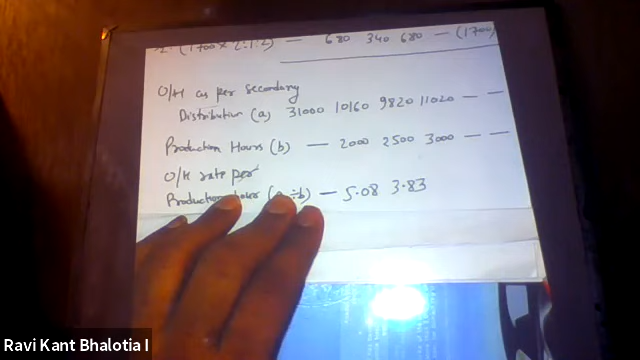 2. (1700 x 2:1:2) — 680 340 680 — (1700)
O/H as per secondary
Distribution (a) 31000 10160 9820 11020 — —
Production Hours (b) — 2000 2500 3000 — —
O/H rate per
Production (a÷b) — 5.08 3.83
Ravi Kant Bhalotia I